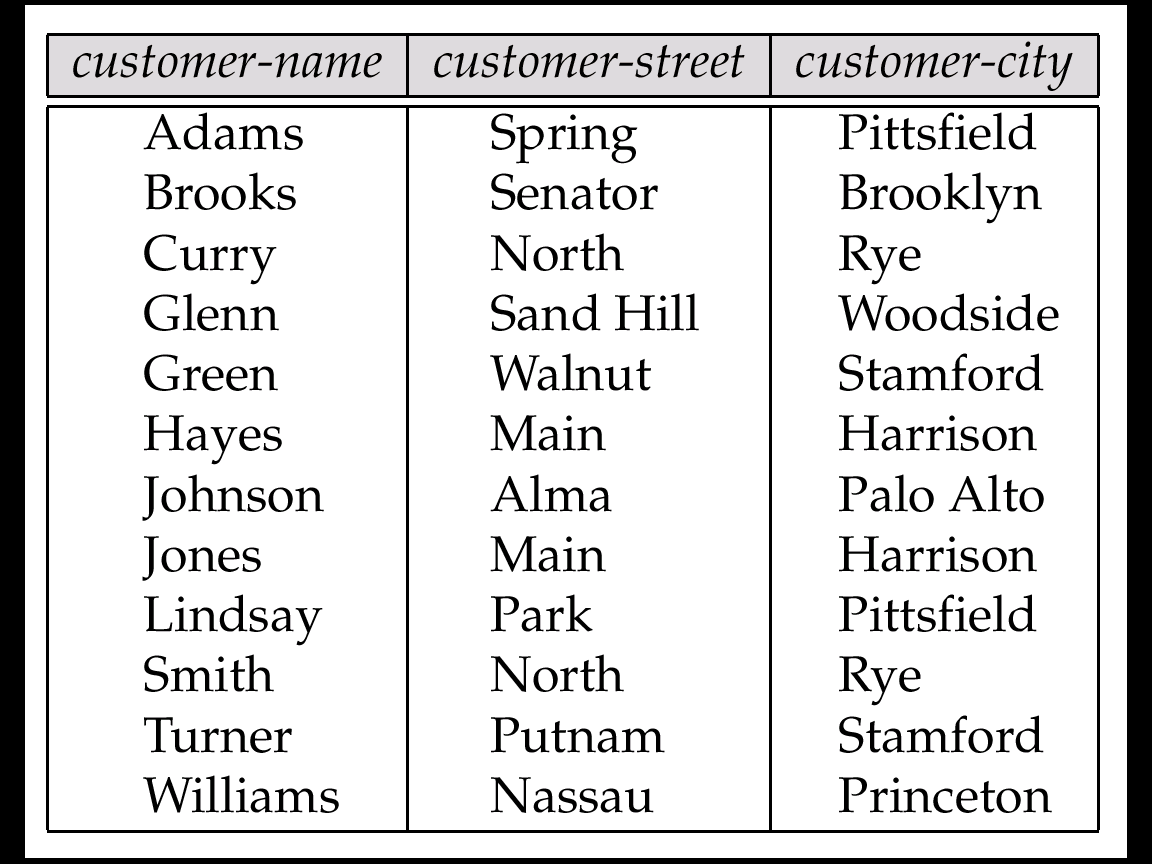 customer-name customer-street customer-city
Adams Spring Pittsfield
Brooks Senator Brooklyn
Curry North Rye
Glenn Sand Hill Woodside
Green Walnut Stamford
Hayes Main Harrison
Johnson Alma Palo Alto
Jones Main Harrison
Lindsay Park Pittsfield
Smith North Rye
Turner Putnam Stamford
Williams Nassau Princeton